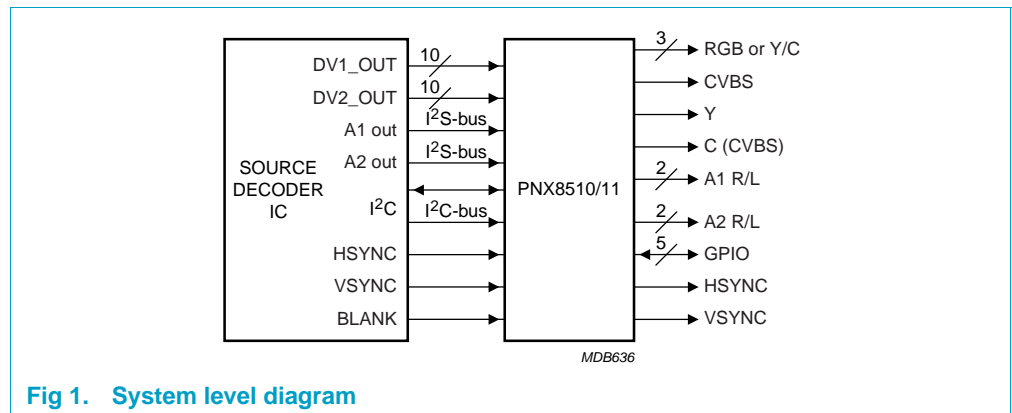 SOURCE
DECODER
IC
DV1_OUT
DV2_OUT
A1 out
A2 out
I2C
HSYNC
VSYNC
BLANK
10
10
I2S-bus
I2S-bus
I2C-bus
PNX8510/11
3
RGB or Y/C
CVBS
Y
C (CVBS)
2
A1 R/L
2
A2 R/L
5
GPIO
HSYNC
VSYNC
MDB636
Fig 1. System level diagram